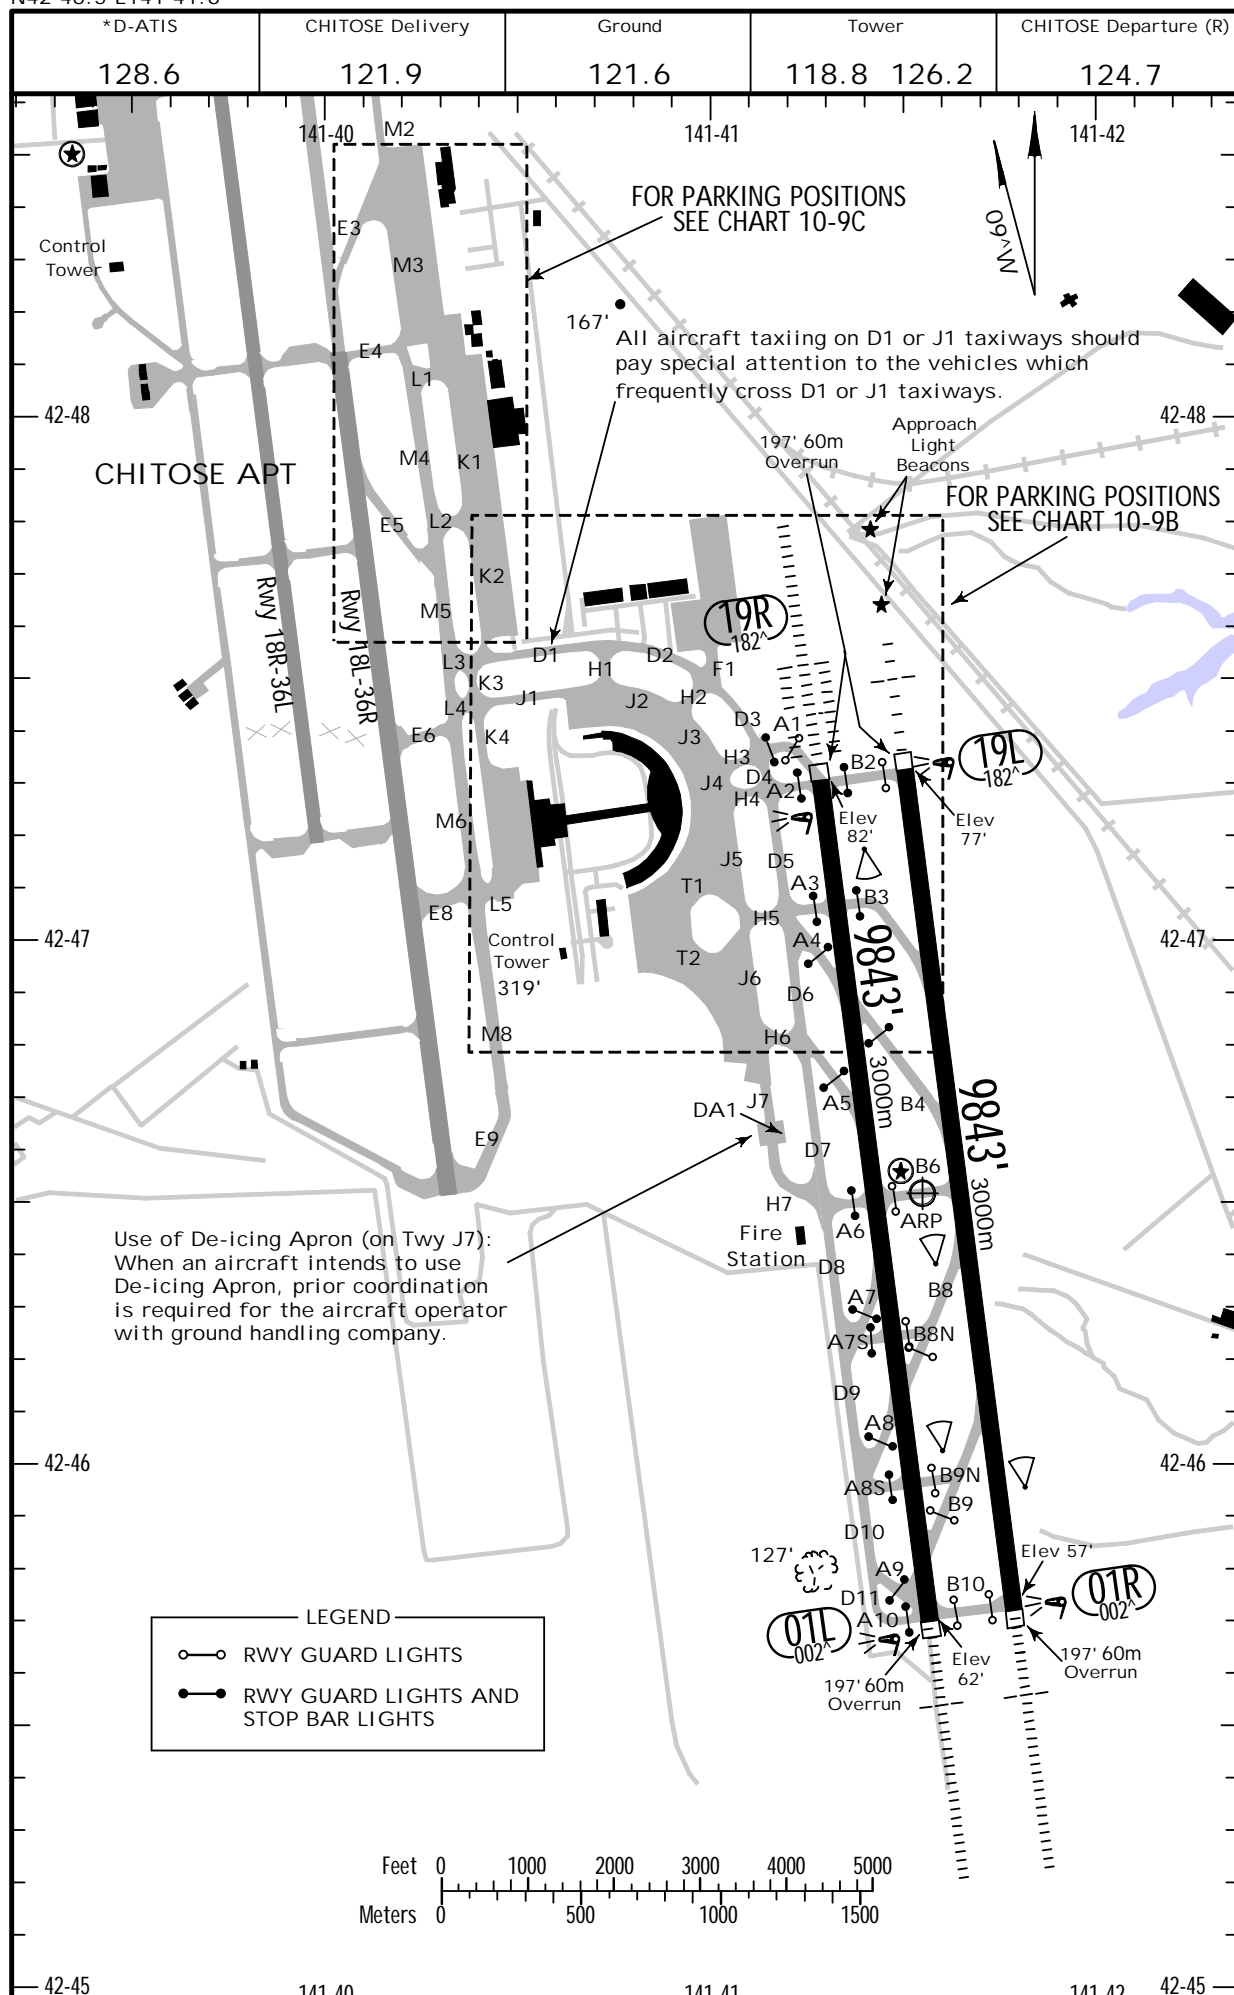 *D-ATIS
128.6
CHITOSE Delivery
121.9
Ground
121.6
Tower
118.8 126.2
CHITOSE Departure (R)
124.7
141-40
M2
141-41
141-42
FOR PARKING POSITIONS
SEE CHART 10-9C
09^W
E3
Control
Tower
M3
167'
All aircraft taxiing on D1 or J1 taxiways should
pay special attention to the vehicles which
frequently cross D1 or J1 taxiways.
E4
L1
42-48
42-48
197' 60m
Overrun
Approach
Light
Beacons
CHITOSE APT
M4
K1
FOR PARKING POSITIONS
SEE CHART 10-9B
E5
L2
K2
Rwy 18R-36L
Rwy 18L-36R
M5
19R
182^
L3
D1
H1
D2
F1
K3
J1
J2
H2
L4
E6
K4
J3
D3
A1
H3
B2
19L
182^
J4
D4
A2
H4
M6
Elev
82'
Elev
77'
J5
D5
A3
B3
T1
E8
L5
H5
42-47
42-47
Control
Tower
319'
A4
9843'
3000m
T2
J6
D6
M8
H6
DA1
J7
A5
B4
9843'
3000m
E9
D7
B6
ARP
H7
A6
Fire
Station
D8
Use of De-icing Apron (on Twy J7):
When an aircraft intends to use
De-icing Apron, prior coordination
is required for the aircraft operator
with ground handling company.
A7
B8
A7S
B8N
D9
A8
42-46
42-46
A8S
B9N
B9
D10
127'
A9
B10
Elev 57'
D11
A10
01L
002^
01R
002^
Elev
62'
197' 60m
Overrun
197' 60m
Overrun
LEGEND
RWY GUARD LIGHTS
RWY GUARD LIGHTS AND
STOP BAR LIGHTS
Feet 0 1000 2000 3000 4000 5000
Meters 0 500 1000 1500
42-45
141-40
141-41
141-42
42-45